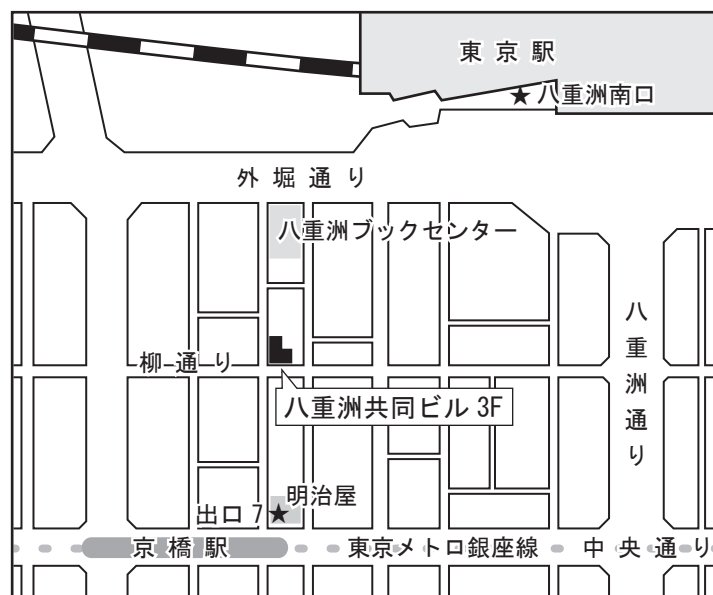 東京駅
★八重洲南口
外堀通り
八重洲ブックセンター
八重洲通り
柳通り
八重洲共同ビル 3F
明治屋
出口 7★
京橋駅
東京メトロ銀座線
中央通り